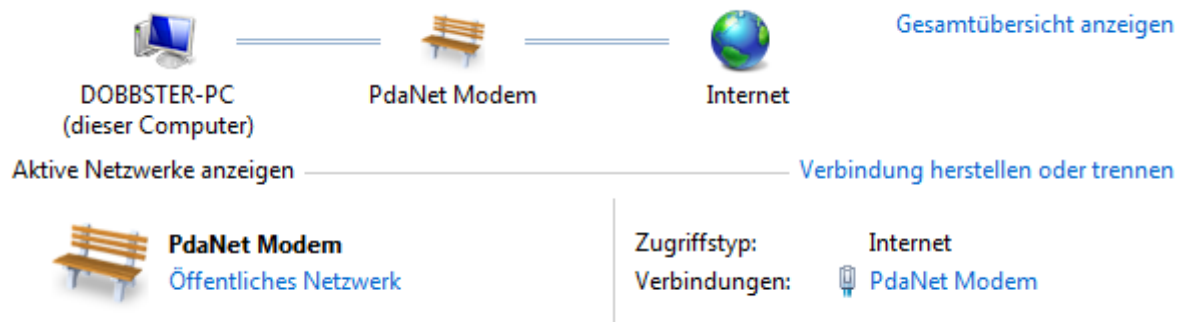 Gesamtübersicht anzeigen
DOBBSTER-PC
(dieser Computer)
PdaNet Modem
Internet
Aktive Netzwerke anzeigen
Verbindung herstellen oder trennen
PdaNet Modem
Öffentliches Netzwerk
Zugriffstyp: Internet
Verbindungen: PdaNet Modem